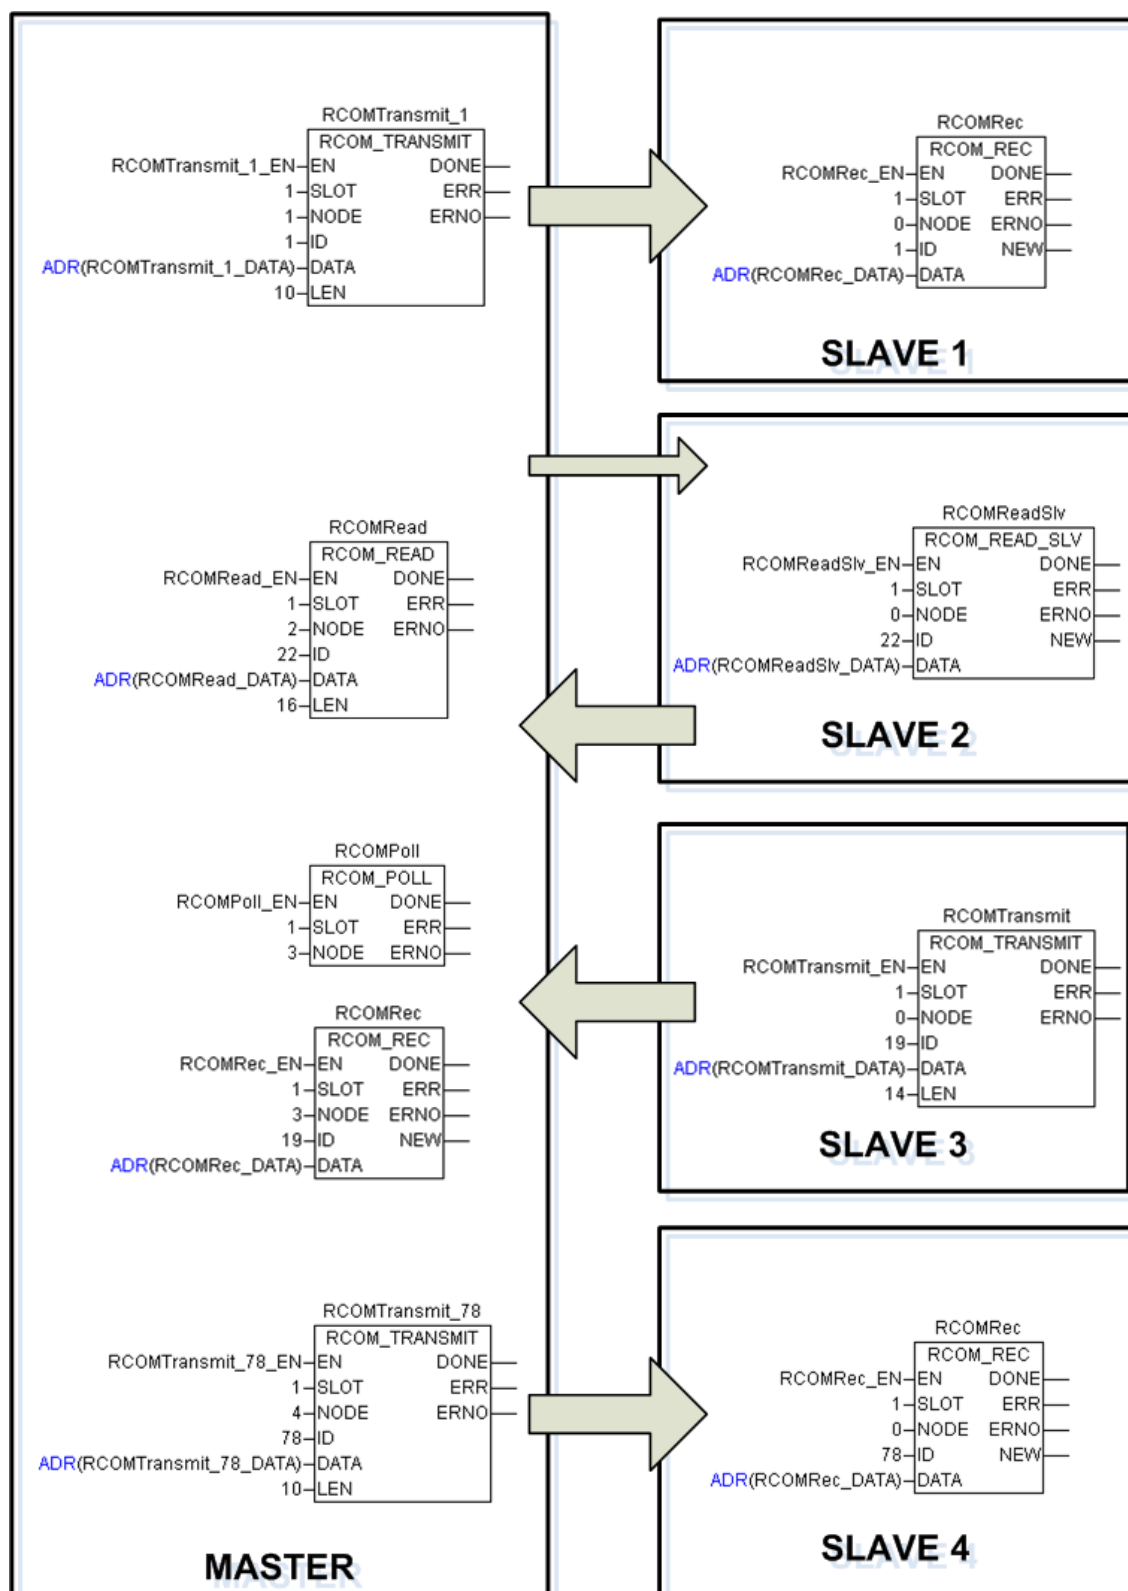 RCOMTransmit_1
RCOM_TRANSMIT
RCOMTransmit_1_EN EN DONE
1 SLOT ERR
1 NODE ERNO
1 ID
ADR(RCOMTransmit_1_DATA) DATA
10 LEN
RCOMRec
RCOM_REC
RCOMRec_EN EN DONE
1 SLOT ERR
0 NODE ERNO
1 ID NEW
ADR(RCOMRec_DATA) DATA
SLAVE 1
RCOMRead
RCOM_READ
RCOMRead_EN EN DONE
1 SLOT ERR
2 NODE ERNO
22 ID
ADR(RCOMRead_DATA) DATA
16 LEN
RCOMReadSlv
RCOM_READ_SLV
RCOMReadSlv_EN EN DONE
1 SLOT ERR
0 NODE ERNO
22 ID NEW
ADR(RCOMReadSlv_DATA) DATA
SLAVE 2
RCOMPoll
RCOM_POLL
RCOMPoll_EN EN DONE
1 SLOT ERR
3 NODE ERNO
RCOMRec
RCOM_REC
RCOMRec_EN EN DONE
1 SLOT ERR
3 NODE ERNO
19 ID NEW
ADR(RCOMRec_DATA) DATA
RCOMTransmit
RCOM_TRANSMIT
RCOMTransmit_EN EN DONE
1 SLOT ERR
0 NODE ERNO
19 ID
ADR(RCOMTransmit_DATA) DATA
14 LEN
SLAVE 3
RCOMTransmit_78
RCOM_TRANSMIT
RCOMTransmit_78_EN EN DONE
1 SLOT ERR
4 NODE ERNO
78 ID
ADR(RCOMTransmit_78_DATA) DATA
10 LEN
MASTER
RCOMRec
RCOM_REC
RCOMRec_EN EN DONE
1 SLOT ERR
0 NODE ERNO
78 ID NEW
ADR(RCOMRec_DATA) DATA
SLAVE 4